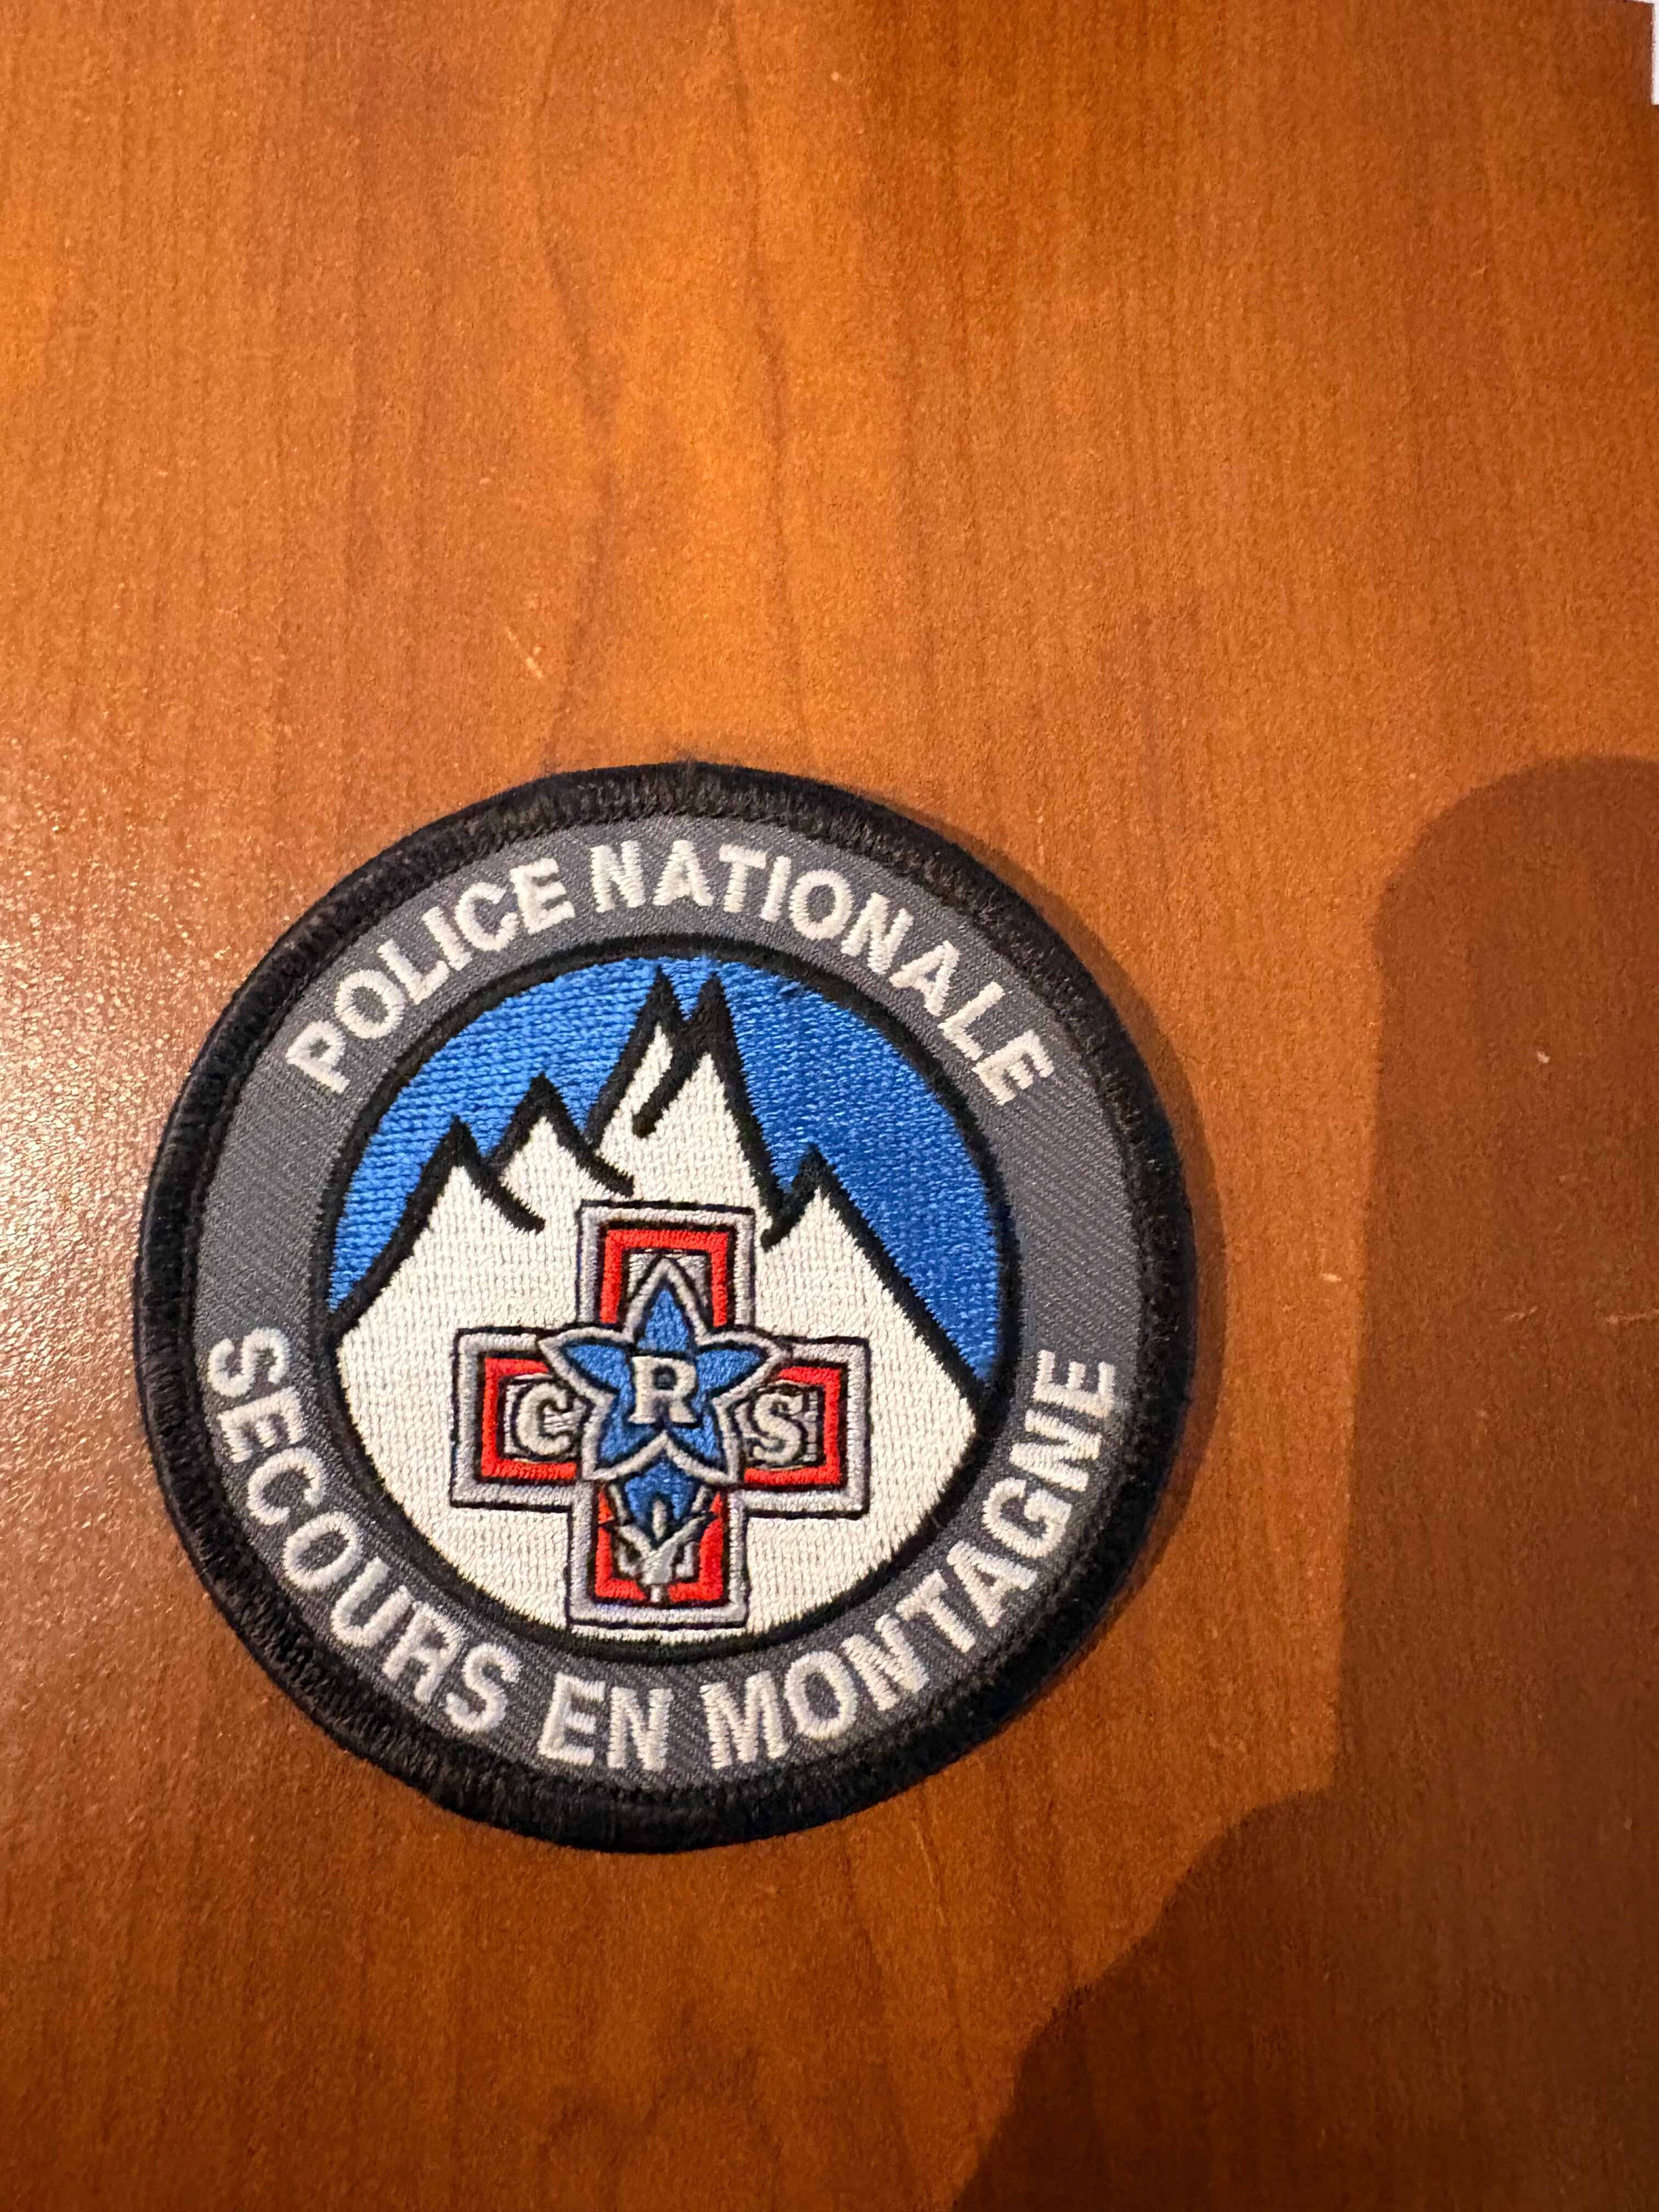 POLICE NATIONALE
C R S
SECOURS EN MONTAGNE